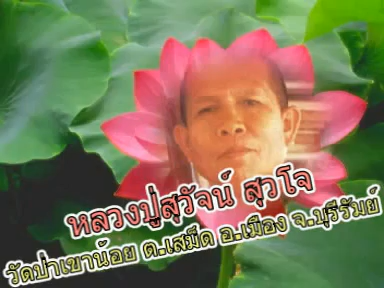 หลวงปู่สุวัจน์ สุวโจ
วัดป่าเขาน้อย ต.เสม็ด อ.เมือง จ.บุรีรัมย์